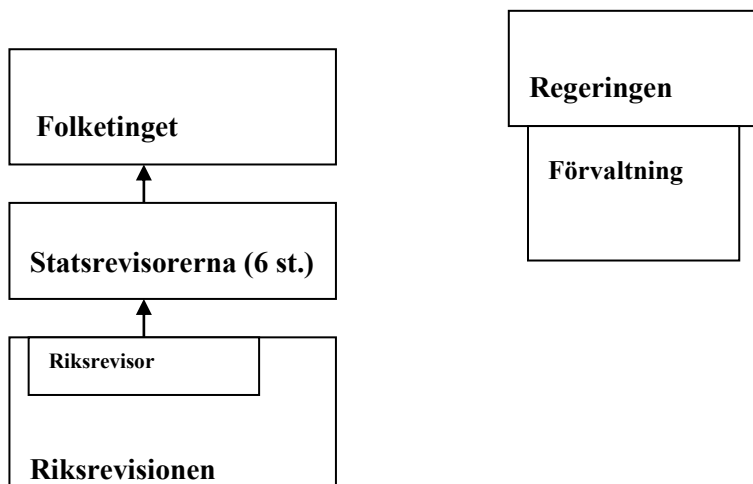 Folketinget
Regeringen
Förvaltning
Statsrevisorerna (6 st.)
Riksrevisor
Riksrevisionen